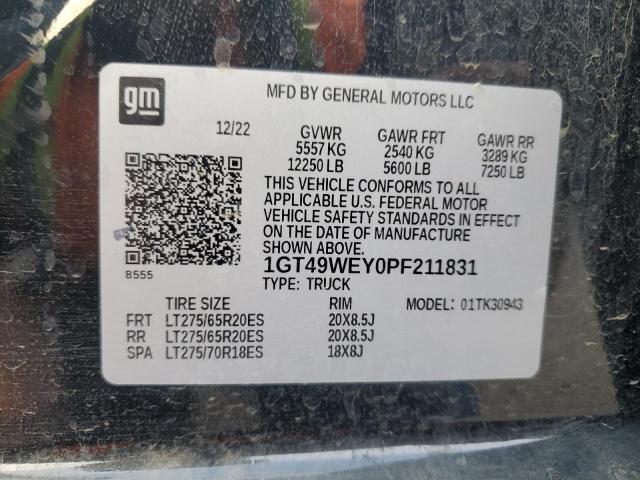 gm
MFD BY GENERAL MOTORS LLC
12/22 GVWR GAWR FRT GAWR RR
5557 KG 2540 KG 3289 KG
12250 LB 5600 LB 7250 LB
THIS VEHICLE CONFORMS TO ALL
APPLICABLE U.S. FEDERAL MOTOR
VEHICLE SAFETY STANDARDS IN EFFECT
ON THE DATE OF MANUFACTURE
SHOWN ABOVE.
8555
1GT49WEY0PF211831
TYPE: TRUCK
TIRE SIZE RIM MODEL: 01TK30943
FRT LT275/65R20ES 20X8.5J
RR LT275/65R20ES 20X8.5J
SPA LT275/70R18ES 18X8J